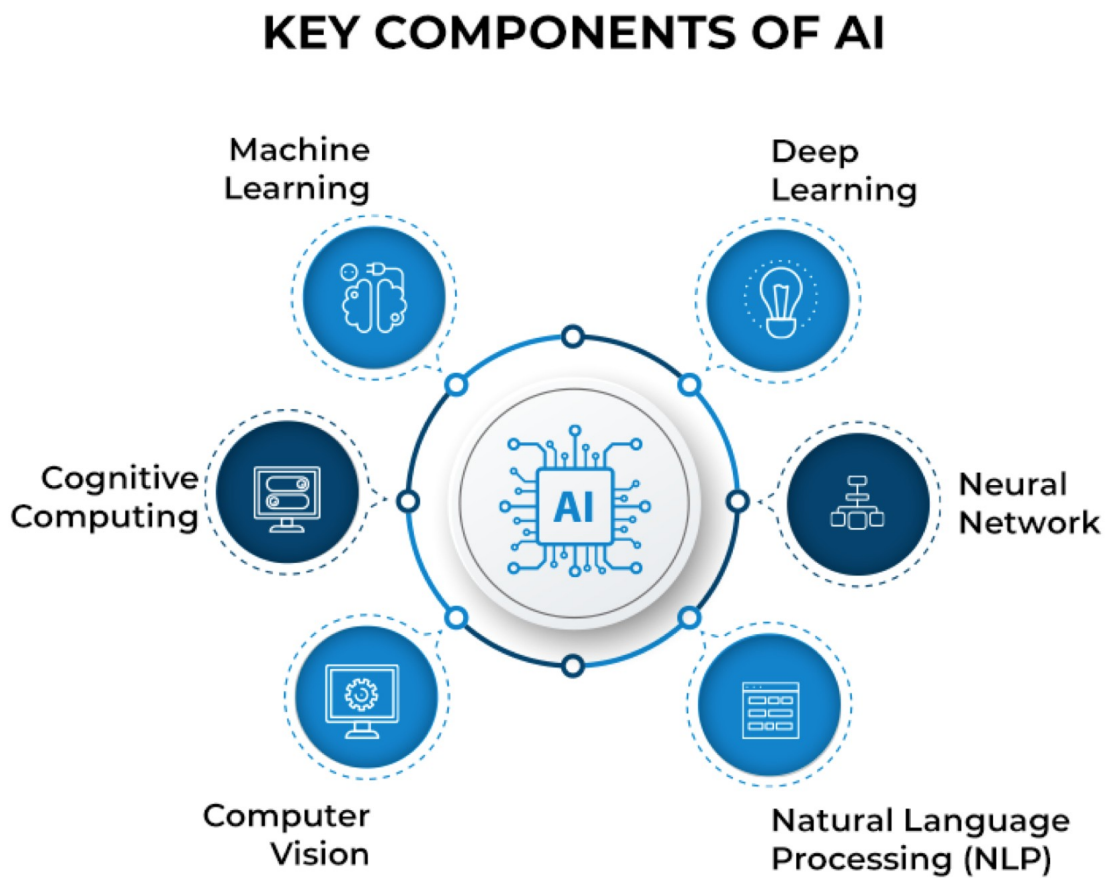 KEY COMPONENTS OF AI
Machine
Learning
Deep
Learning
Cognitive
Computing
AI
Neural
Network
Computer
Vision
Natural Language
Processing (NLP)